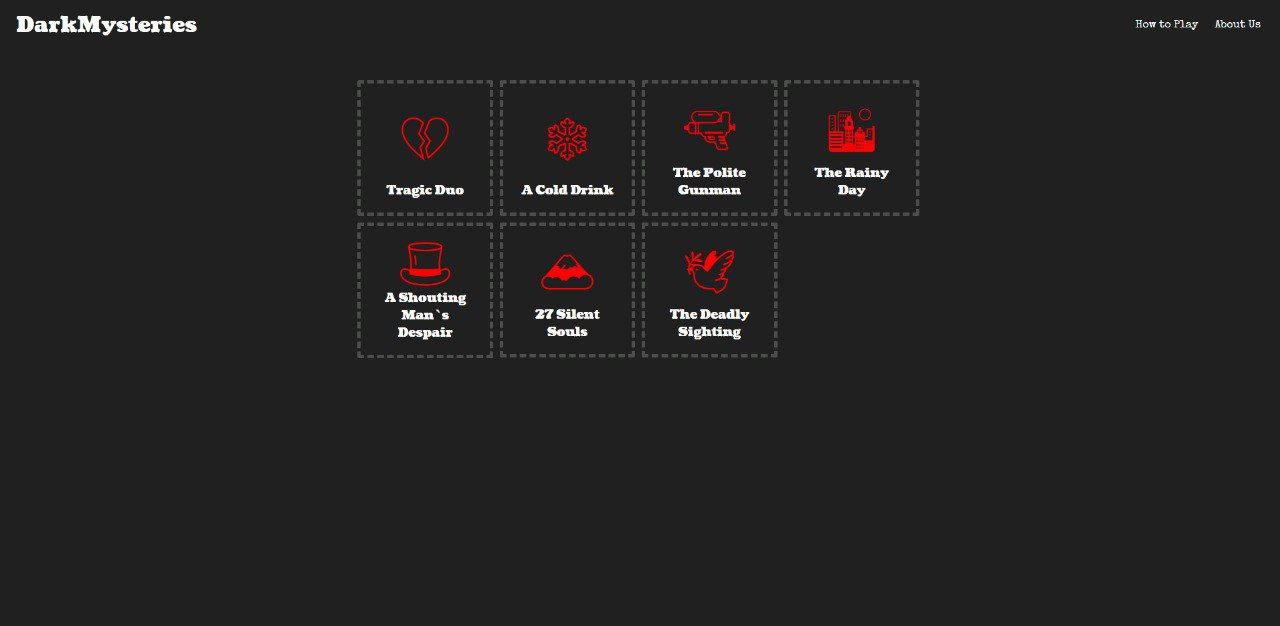 DarkMysteries
How to Play
About Us
Tragic Duo
A Cold Drink
The Polite
Gunman
The Rainy
Day
A Shouting
Man`s
Despair
27 Silent
Souls
The Deadly
Sighting